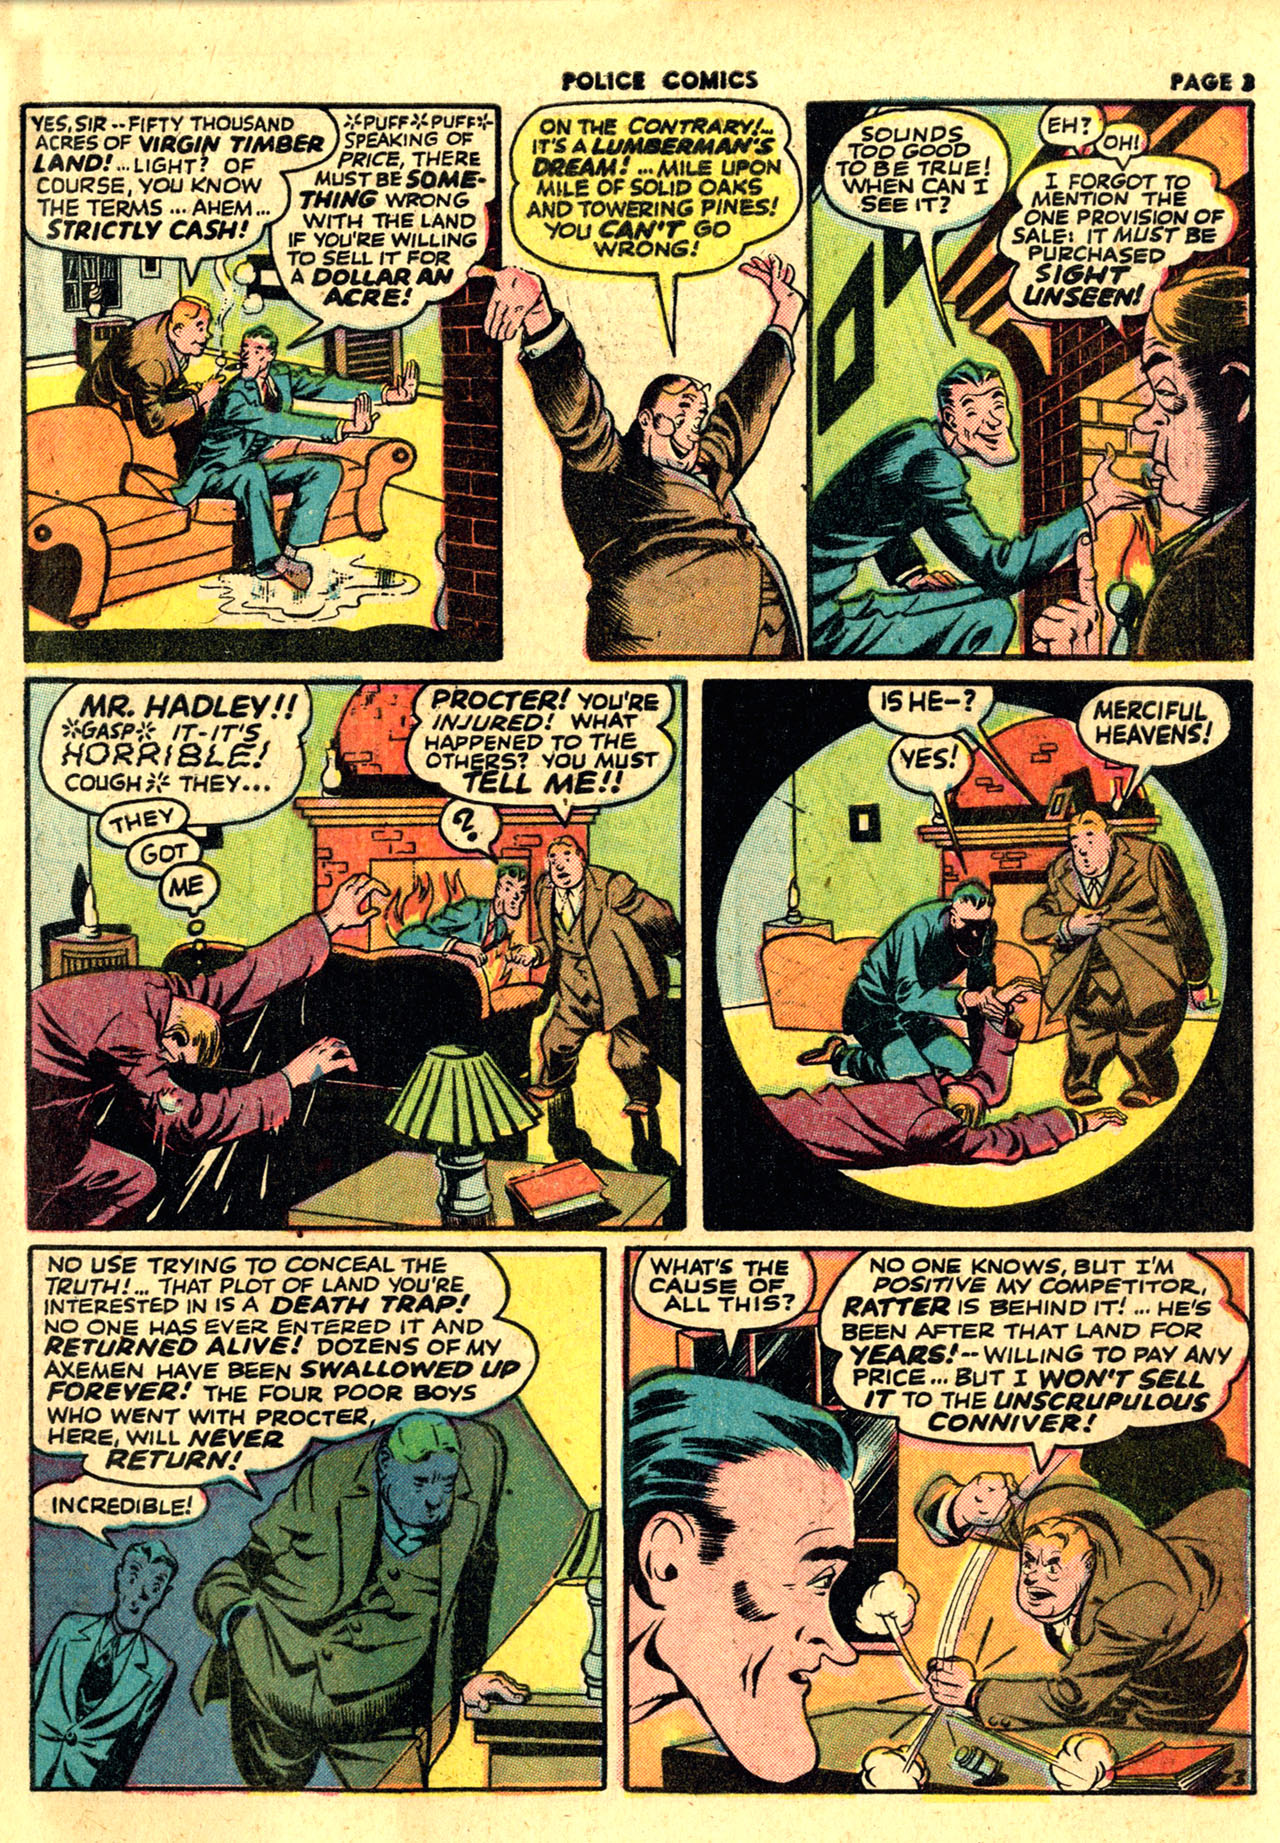 POLICE COMICS
PAGE 3
YES, SIR -- FIFTY THOUSAND
ACRES OF VIRGIN TIMBER
LAND!... LIGHT? OF
COURSE, YOU KNOW
THE TERMS ... AHEM...
STRICTLY CASH!
PUFF PUFF
SPEAKING OF
PRICE, THERE
MUST BE SOME-
THING WRONG
WITH THE LAND
IF YOU'RE WILLING
TO SELL IT FOR
A DOLLAR AN
ACRE!
ON THE CONTRARY!...
IT'S A LUMBERMAN'S
DREAM! ... MILE UPON
MILE OF SOLID OAKS
AND TOWERING PINES!
YOU CAN'T GO
WRONG!
SOUNDS
TOO GOOD
TO BE TRUE!
WHEN CAN I
SEE IT?
EH?
OH!
I FORGOT TO
MENTION THE
ONE PROVISION OF
SALE: IT MUST BE
PURCHASED
SIGHT
UNSEEN!
MR. HADLEY!!
GASP IT-IT'S
HORRIBLE!
COUGH THEY...
THEY
GOT
ME
?
PROCTER! YOU'RE
INJURED! WHAT
HAPPENED TO THE
OTHERS? YOU MUST
TELL ME!!
IS HE--?
YES!
MERCIFUL
HEAVENS!
NO USE TRYING TO CONCEAL THE
TRUTH!... THAT PLOT OF LAND YOU'RE
INTERESTED IN IS A DEATH TRAP!
NO ONE HAS EVER ENTERED IT AND
RETURNED ALIVE! DOZENS OF MY
AXEMEN HAVE BEEN SWALLOWED UP
FOREVER! THE FOUR POOR BOYS
WHO WENT WITH PROCTER,
HERE, WILL NEVER
RETURN!
INCREDIBLE!
WHAT'S THE
CAUSE OF
ALL THIS?
NO ONE KNOWS, BUT I'M
POSITIVE MY COMPETITOR,
RATTER IS BEHIND IT! ... HE'S
BEEN AFTER THAT LAND FOR
YEARS!-- WILLING TO PAY ANY
PRICE... BUT I WON'T SELL
IT TO THE UNSCRUPULOUS
CONNIVER!
-3